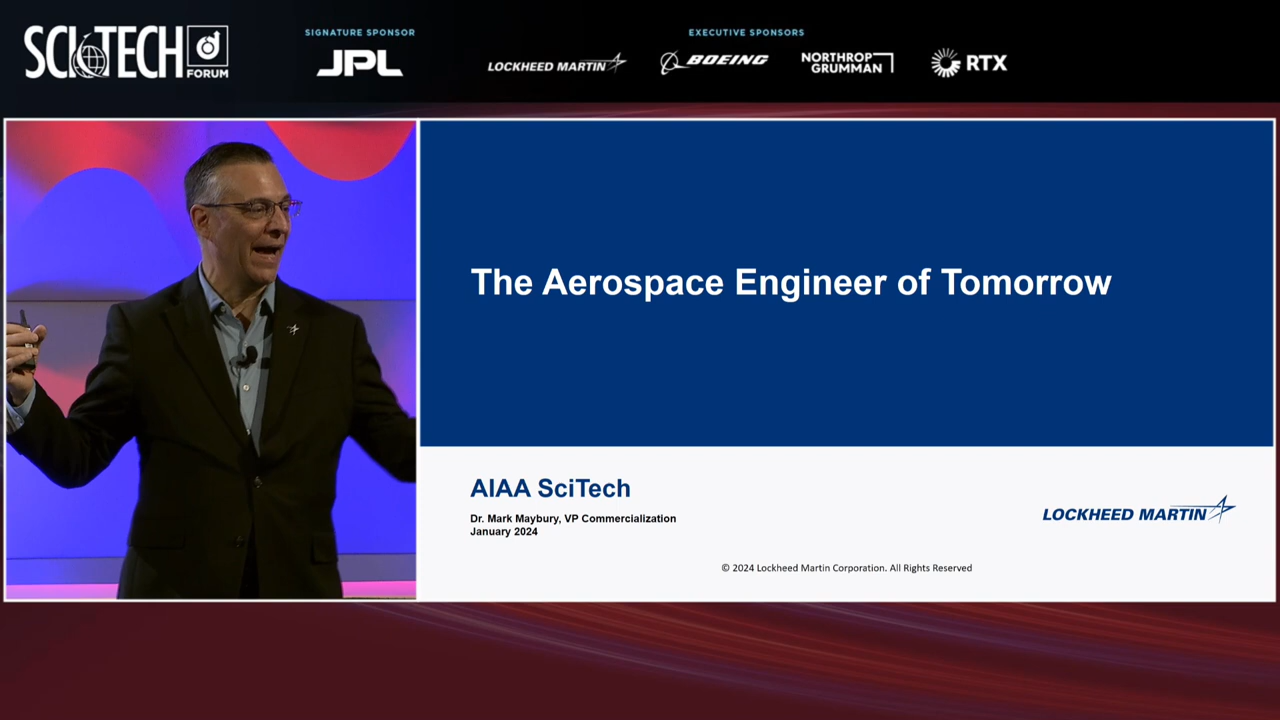 SCITECH
FORUM
SIGNATURE SPONSOR
JPL
EXECUTIVE SPONSORS
LOCKHEED MARTIN
BOEING
NORTHROP
GRUMMAN
RTX
The Aerospace Engineer of Tomorrow
AIAA SciTech
Dr. Mark Maybury, VP Commercialization
January 2024
LOCKHEED MARTIN
© 2024 Lockheed Martin Corporation. All Rights Reserved